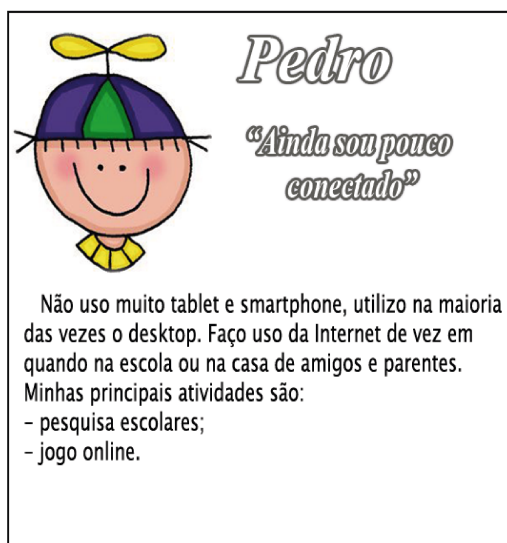 Pedro
“Ainda sou pouco
conectado”
Não uso muito tablet e smartphone, utilizo na maioria
das vezes o desktop. Faço uso da Internet de vez em
quando na escola ou na casa de amigos e parentes.
Minhas principais atividades são:
– pesquisa escolares;
– jogo online.